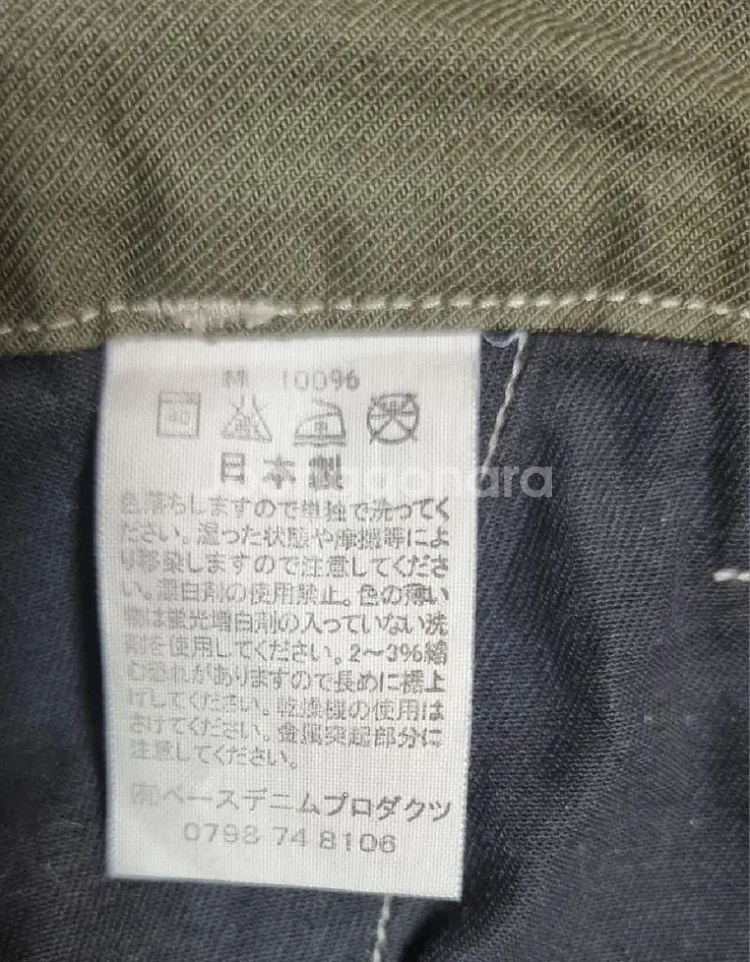 10096
40
日本製
色落ちしますので単独で洗ってく
ださい。湿った状態や摩擦等によ
り移染しますので注意してくださ
い。漂白剤の使用禁止。色の薄い
物は蛍光増白剤の入っていない洗
剤を使用してください。2〜3%縮
む恐れがありますので長めに裾上
げしてください。乾燥機の使用は
さけてください。金属突起部分に
注意してください。
(有)ベースデニムプロダクツ
0798 74 8106